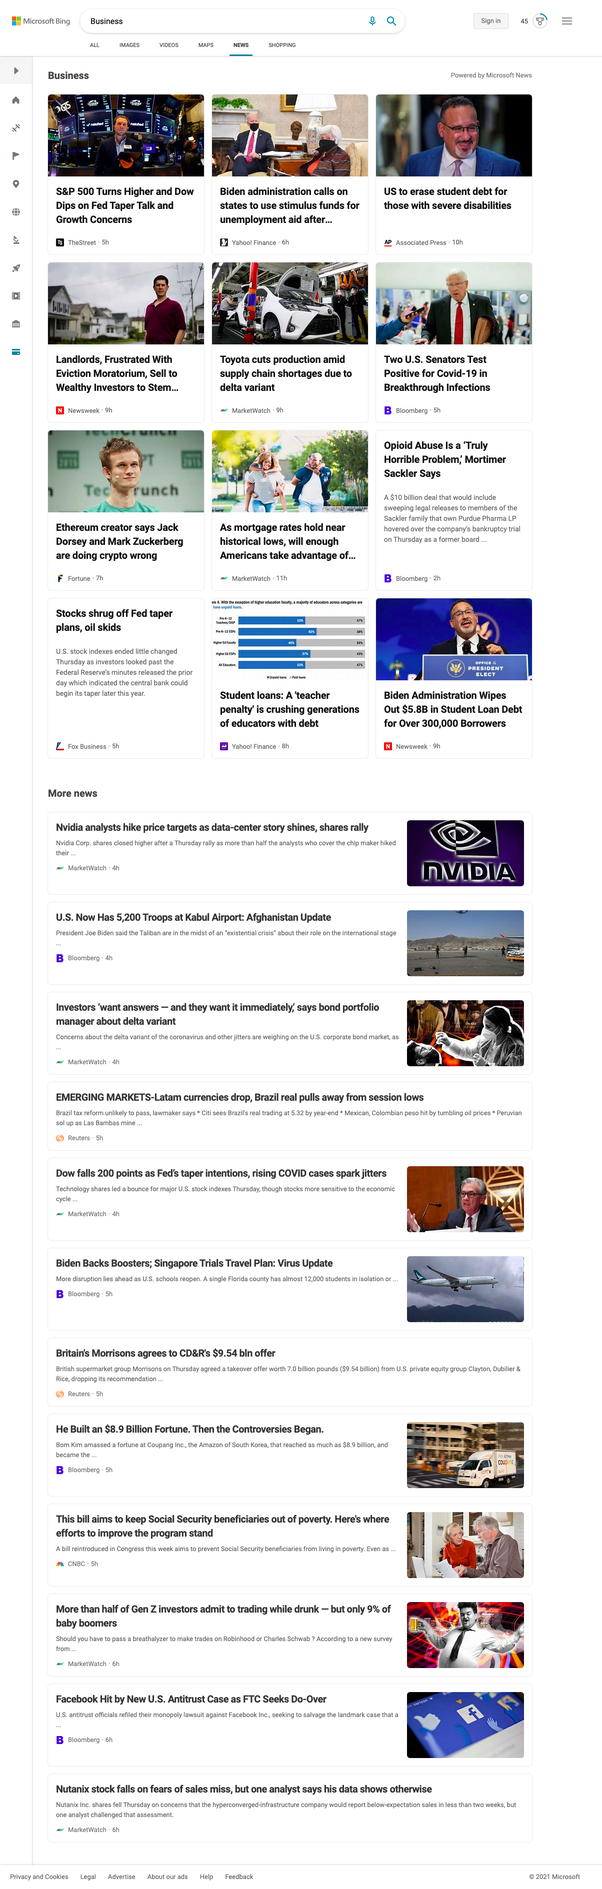 Microsoft Bing
Business
Sign in
45
ALL IMAGES VIDEOS MAPS NEWS SHOPPING
Business
Powered by Microsoft News
S&P 500 Turns Higher and Dow
Dips on Fed Taper Talk and
Growth Concerns
TheStreet · 5h
Biden administration calls on
states to use stimulus funds for
unemployment aid after...
Yahoo! Finance · 6h
US to erase student debt for
those with severe disabilities
AP Associated Press · 10h
Landlords, Frustrated With
Eviction Moratorium, Sell to
Wealthy Investors to Stem...
Newsweek · 9h
Toyota cuts production amid
supply chain shortages due to
delta variant
MarketWatch · 9h
Two U.S. Senators Test
Positive for Covid-19 in
Breakthrough Infections
Bloomberg · 5h
Ethereum creator says Jack
Dorsey and Mark Zuckerberg
are doing crypto wrong
Fortune · 7h
As mortgage rates hold near
historical lows, will enough
Americans take advantage of...
MarketWatch · 11h
Opioid Abuse Is a ‘Truly
Horrible Problem,’ Mortimer
Sackler Says
A $10 billion deal that would include
sweeping legal releases to members of the
Sackler family that own Purdue Pharma LP
hovered over the company's bankruptcy trial
on Thursday as a former board ...
Bloomberg · 2h
Stocks shrug off Fed taper
plans, oil skids
U.S. stock indexes ended little changed
Thursday as investors looked past the
Federal Reserve's minutes released the prior
day which indicated the central bank could
begin its taper later this year.
Fox Business · 5h
Student loans: A 'teacher
penalty' is crushing generations
of educators with debt
Yahoo! Finance · 8h
OFFICE of the
PRESIDENT
ELECT
Biden Administration Wipes
Out $5.8B in Student Loan Debt
for Over 300,000 Borrowers
Newsweek · 9h
More news
Nvidia analysts hike price targets as data-center story shines, shares rally
Nvidia Corp. shares closed higher after a Thursday rally as more than half the analysts who cover the chip maker hiked
their ...
MarketWatch · 4h
NVIDIA
U.S. Now Has 5,200 Troops at Kabul Airport: Afghanistan Update
President Joe Biden said the Taliban are in the midst of an "existential crisis" about their role on the international stage
...
Bloomberg · 4h
Investors ‘want answers — and they want it immediately,’ says bond portfolio
manager about delta variant
Concerns about the delta variant of the coronavirus and other jitters are weighing on the U.S. corporate bond market, as
...
MarketWatch · 4h
EMERGING MARKETS-Latam currencies drop, Brazil real pulls away from session lows
Brazil tax reform unlikely to pass, lawmaker says * Citi sees Brazil's real trading at 5.32 by year-end * Mexican, Colombian peso hit by tumbling oil prices * Peruvian
sol up as Las Bambas mine ...
Reuters · 5h
Dow falls 200 points as Fed’s taper intentions, rising COVID cases spark jitters
Technology shares led a bounce for major U.S. stock indexes Thursday, though stocks more sensitive to the economic
cycle ...
MarketWatch · 4h
Biden Backs Boosters; Singapore Trials Travel Plan: Virus Update
More disruption lies ahead as U.S. schools reopen. A single Florida county has almost 12,000 students in isolation or ...
Bloomberg · 5h
Britain's Morrisons agrees to CD&R's $9.54 bln offer
British supermarket group Morrisons on Thursday agreed a takeover offer worth 7.0 billion pounds ($9.54 billion) from U.S. private equity group Clayton, Dubilier &
Rice, dropping its recommendation ...
Reuters · 5h
He Built an $8.9 Billion Fortune. Then the Controversies Began.
Bom Kim amassed a fortune at Coupang Inc., the Amazon of South Korea, that reached as much as $8.9 billion, and
became the ...
Bloomberg · 5h
This bill aims to keep Social Security beneficiaries out of poverty. Here's where
efforts to improve the program stand
A bill reintroduced in Congress this week aims to prevent Social Security beneficiaries from living in poverty. Even as ...
CNBC · 5h
More than half of Gen Z investors admit to trading while drunk — but only 9% of
baby boomers
Should you have to pass a breathalyzer to make trades on Robinhood or Charles Schwab ? According to a new survey
from ...
MarketWatch · 6h
Facebook Hit by New U.S. Antitrust Case as FTC Seeks Do-Over
U.S. antitrust officials refiled their monopoly lawsuit against Facebook Inc., seeking to salvage the landmark case that a
...
Bloomberg · 6h
Nutanix stock falls on fears of sales miss, but one analyst says his data shows otherwise
Nutanix Inc. shares fell Thursday on concerns that the hyperconverged-infrastructure company would report below-expectation sales in less than two weeks, but
one analyst challenged that assessment.
MarketWatch · 6h
Privacy and Cookies Legal Advertise About our ads Help Feedback
© 2021 Microsoft